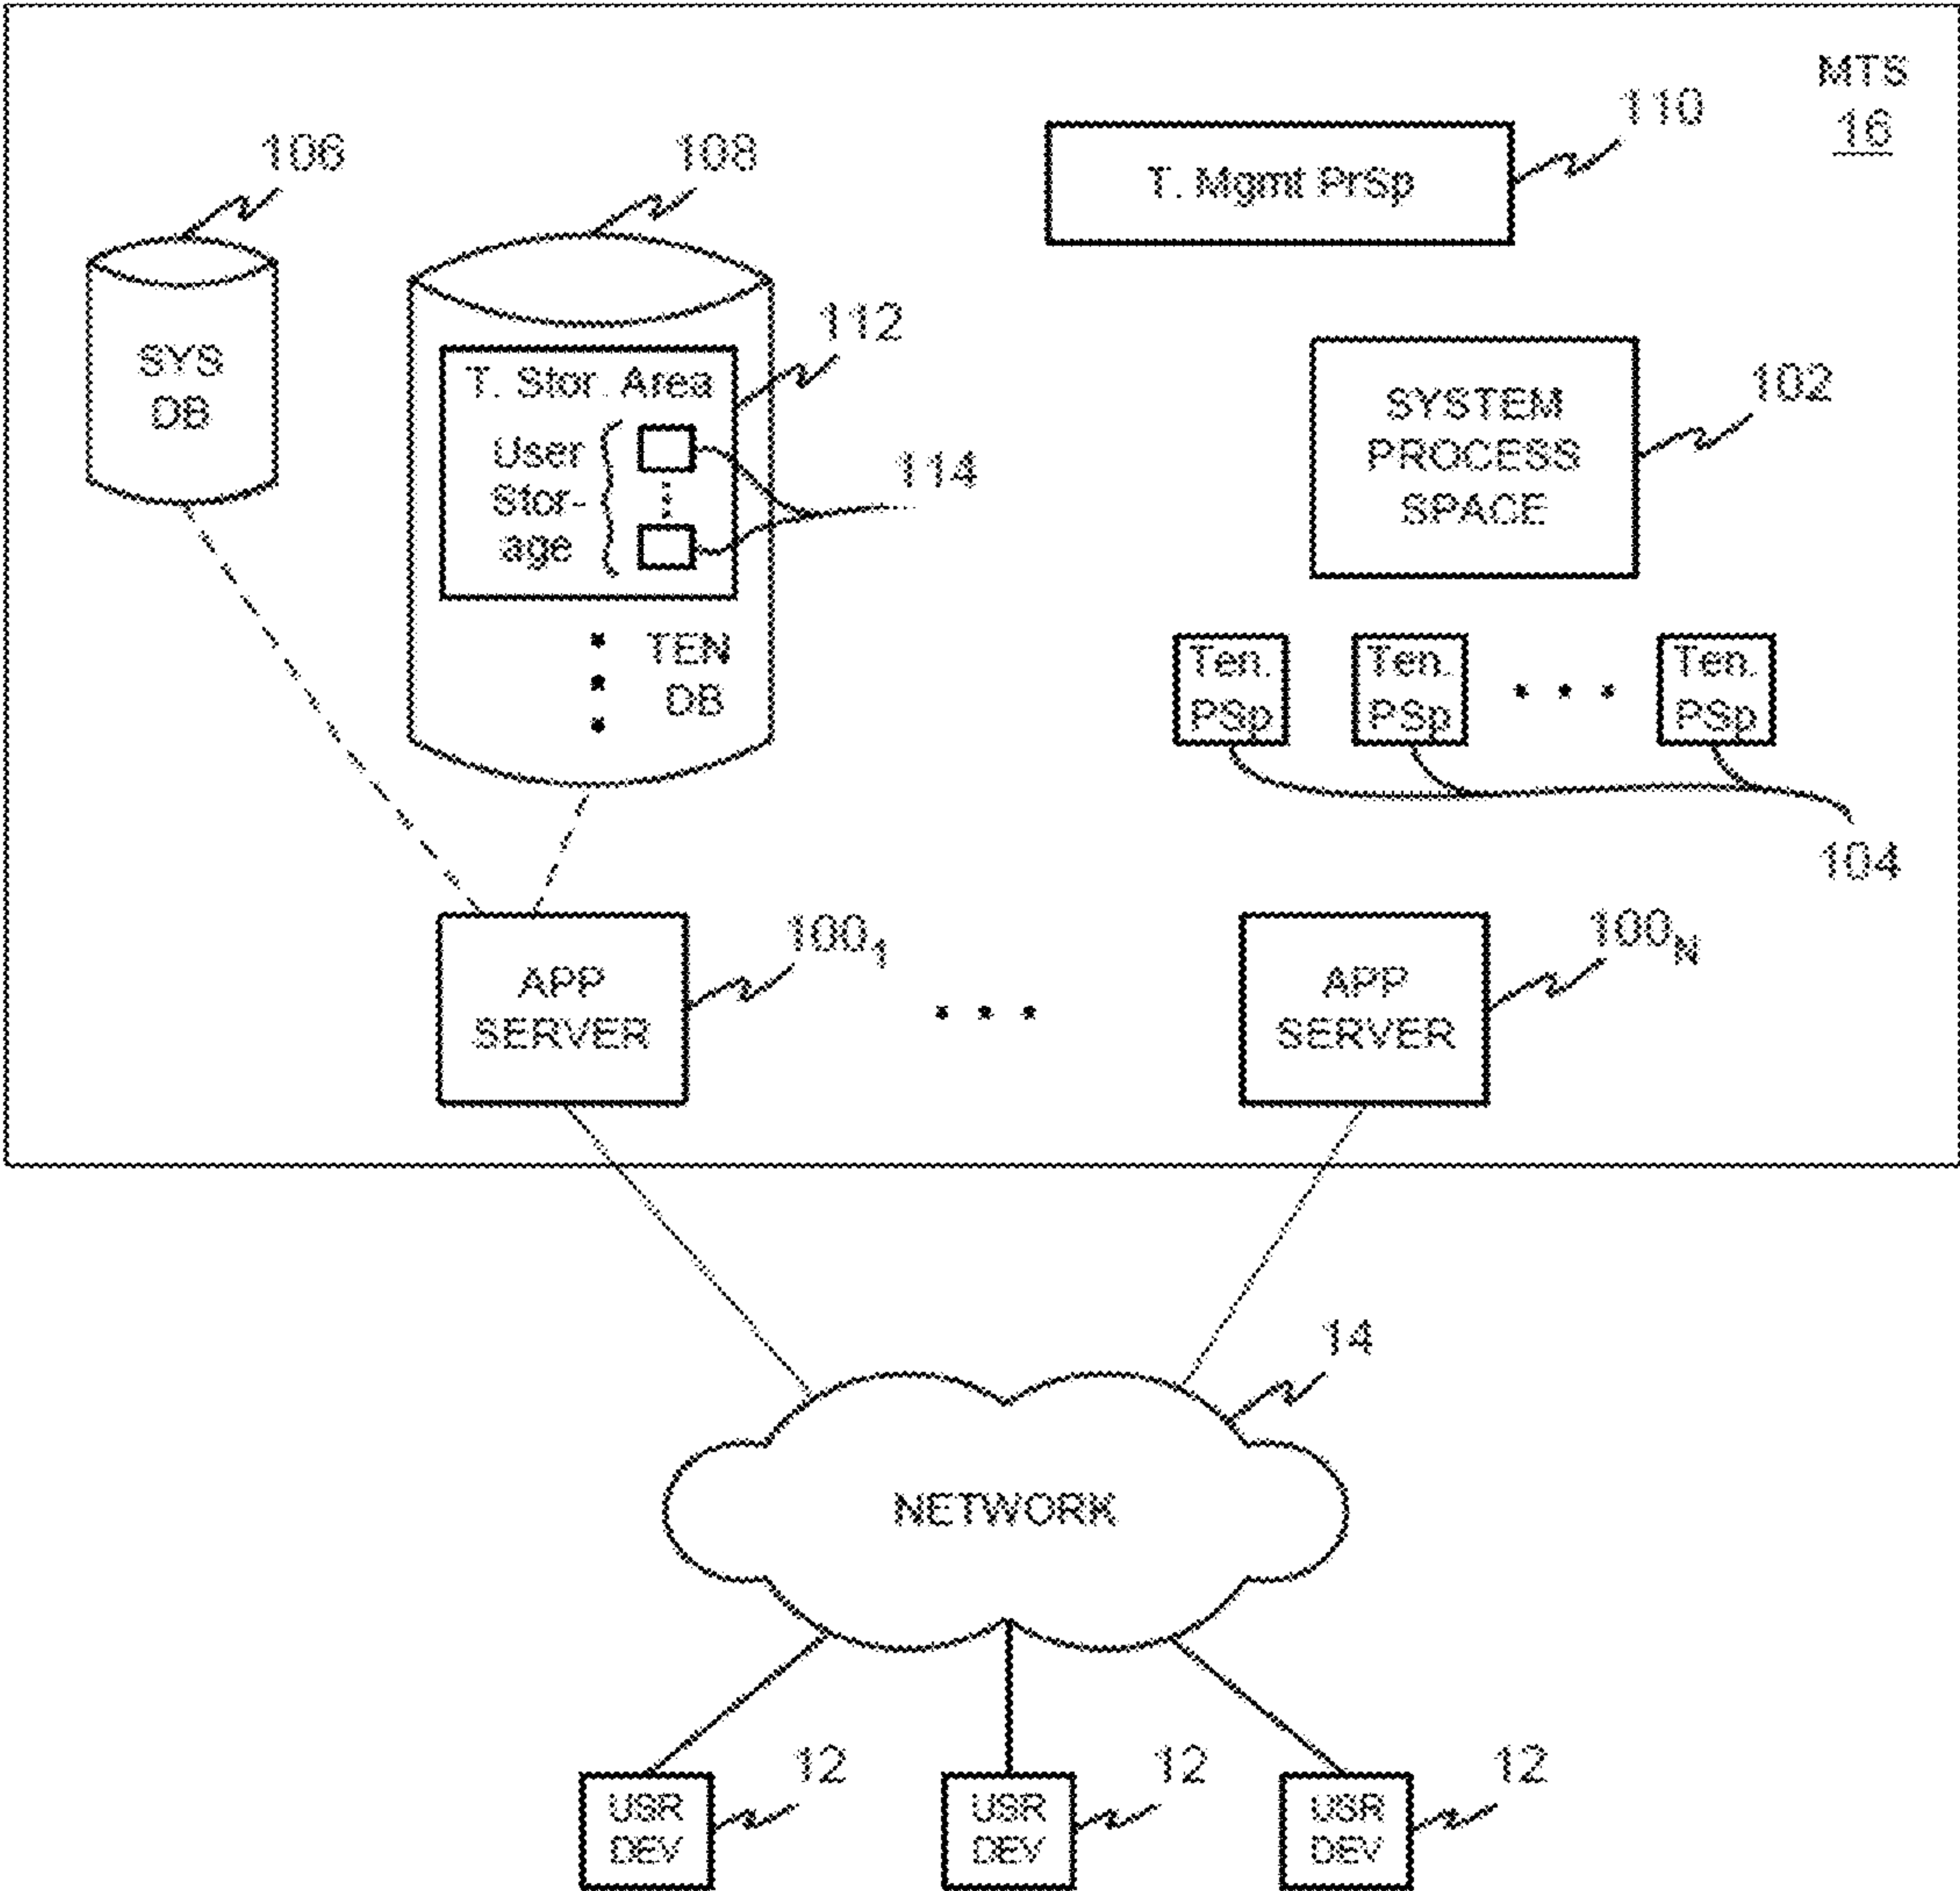 MTS
16
110
T. Mgmt PrSp
106
108
SYS
DB
112
T. Stor. Area
User
Stor-
age
114
TEN
DB
102
SYSTEM
PROCESS
SPACE
Ten.
PSp
Ten.
PSp
Ten.
PSp
104
100₁
APP
SERVER
100N
APP
SERVER
14
NETWORK
12
USR
DEV
12
USR
DEV
12
USR
DEV